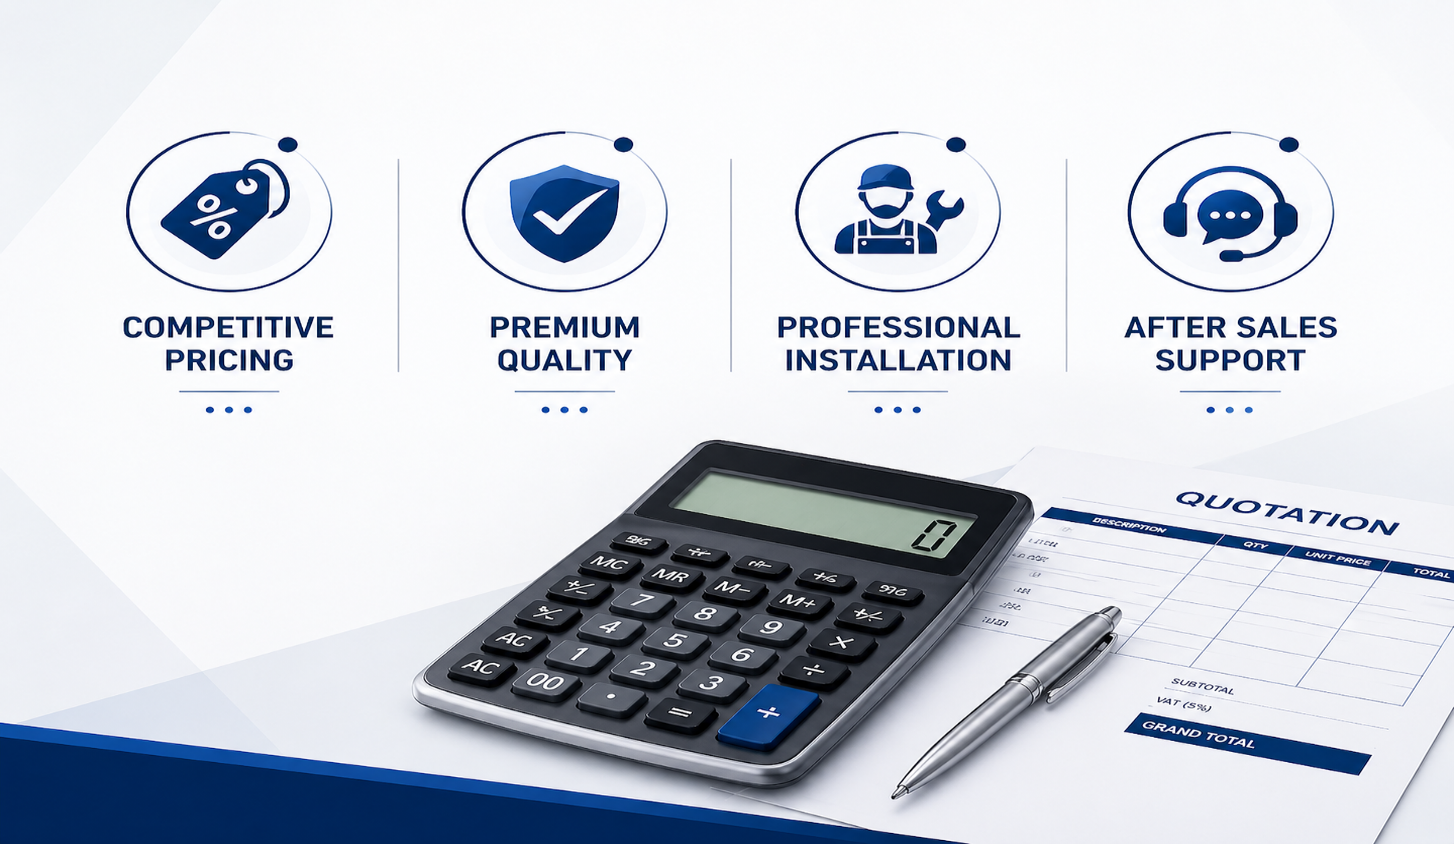 COMPETITIVE
PRICING
PREMIUM
QUALITY
PROFESSIONAL
INSTALLATION
AFTER SALES
SUPPORT
0
MC
MR
M-
M+
7
8
9
×
4
5
6
÷
AC
1
2
3
+
AC
00
.
=
QUOTATION
DESCRIPTION
QTY
UNIT PRICE
TOTAL
SUBTOTAL
VAT (5%)
GRAND TOTAL